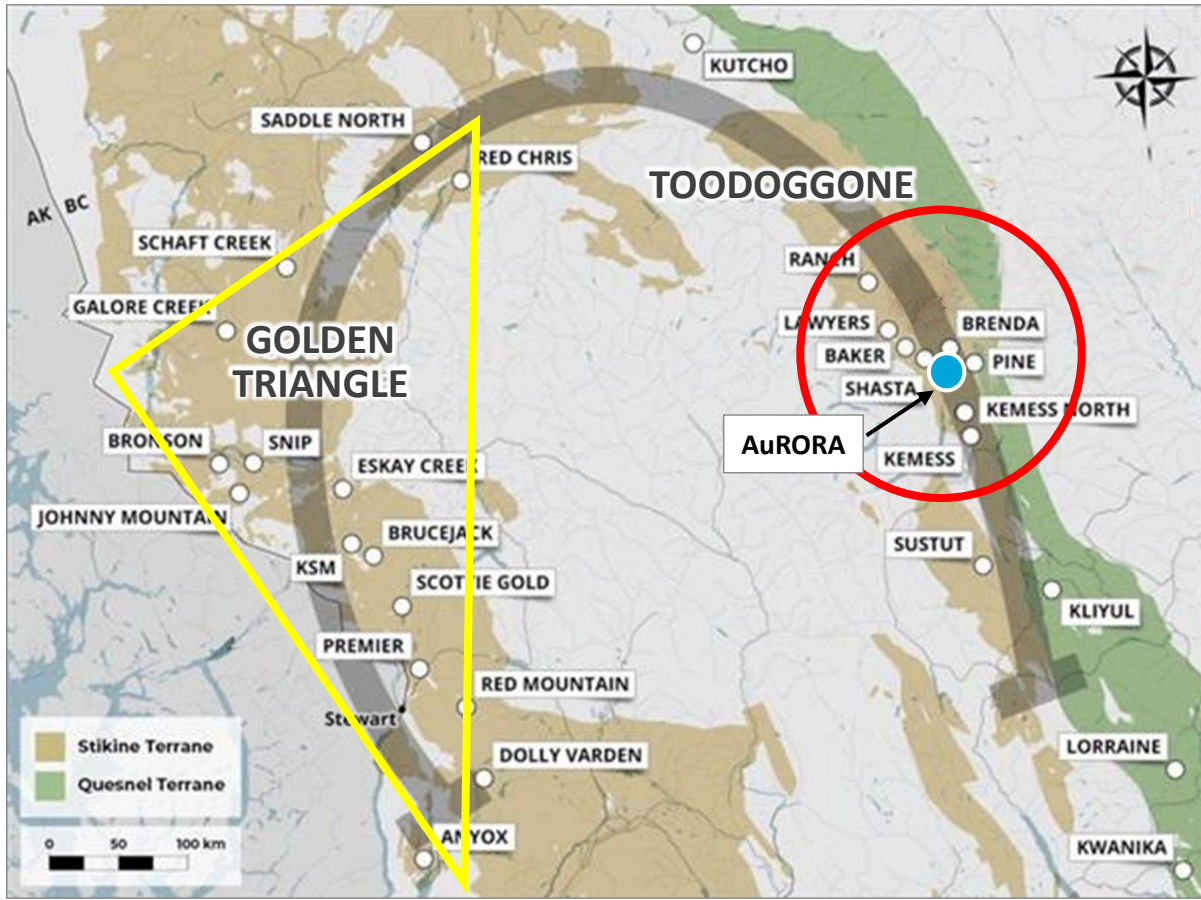 KUTCHO
SADDLE NORTH
RED CHRIS
TOODOGGONE
AK BC
SCHAFT CREEK
RANCH
GALORE CREEK
LAWYERS
BRENDA
GOLDEN
TRIANGLE
BAKER
PINE
SHASTA
KEMESS NORTH
AuRORA
BRONSON
SNIP
KEMESS
ESKAY CREEK
JOHNNY MOUNTAIN
BRUCEJACK
SUSTUT
KSM
SCOTTIE GOLD
KLIYUL
PREMIER
RED MOUNTAIN
Stewart
Stikine Terrane
LORRAINE
DOLLY VARDEN
Quesnel Terrane
ANYOX
0 50 100 km
KWANIKA